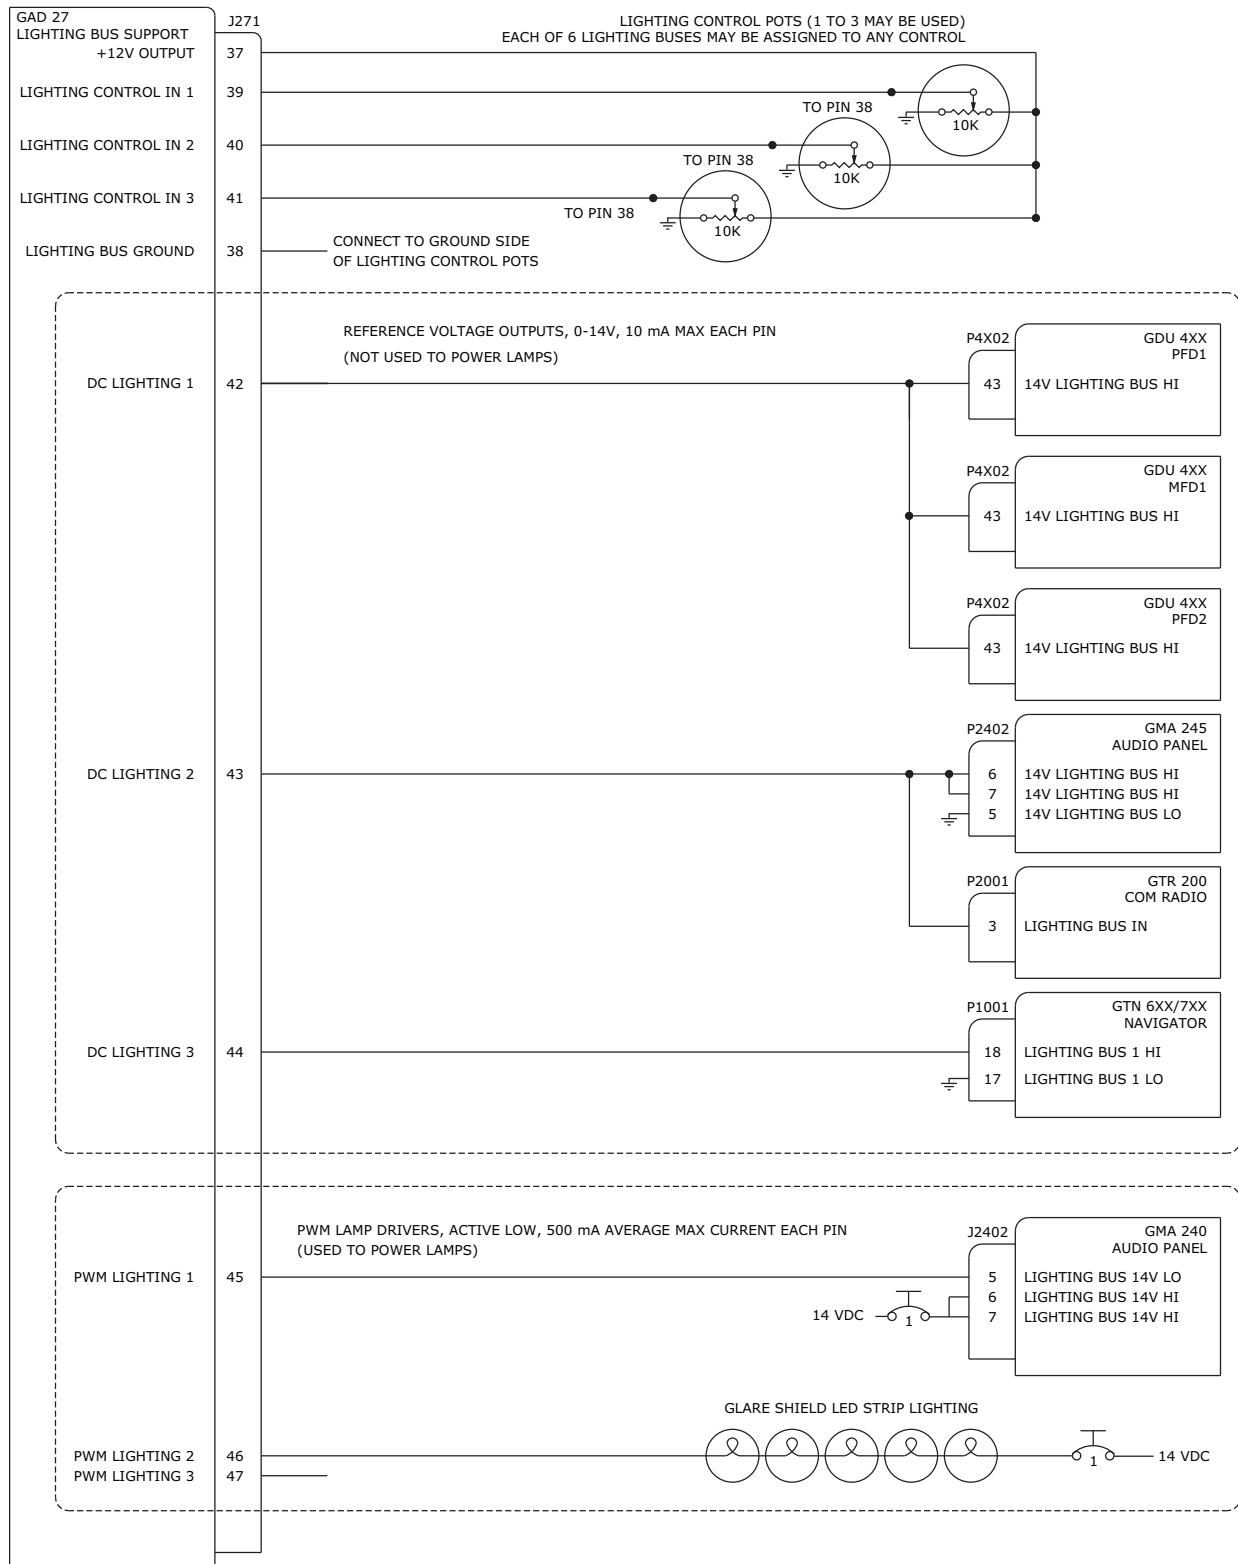 GAD 27
LIGHTING BUS SUPPORT
J271
LIGHTING CONTROL POTS (1 TO 3 MAY BE USED)
EACH OF 6 LIGHTING BUSES MAY BE ASSIGNED TO ANY CONTROL
+12V OUTPUT 37
LIGHTING CONTROL IN 1 39
TO PIN 38
10K
LIGHTING CONTROL IN 2 40
TO PIN 38
10K
LIGHTING CONTROL IN 3 41
TO PIN 38
10K
LIGHTING BUS GROUND 38
CONNECT TO GROUND SIDE
OF LIGHTING CONTROL POTS
REFERENCE VOLTAGE OUTPUTS, 0-14V, 10 mA MAX EACH PIN
(NOT USED TO POWER LAMPS)
P4X02
GDU 4XX
PFD1
DC LIGHTING 1 42
43 14V LIGHTING BUS HI
P4X02
GDU 4XX
MFD1
43 14V LIGHTING BUS HI
P4X02
GDU 4XX
PFD2
43 14V LIGHTING BUS HI
P2402
GMA 245
AUDIO PANEL
DC LIGHTING 2 43
6 14V LIGHTING BUS HI
7 14V LIGHTING BUS HI
5 14V LIGHTING BUS LO
P2001
GTR 200
COM RADIO
3 LIGHTING BUS IN
P1001
GTN 6XX/7XX
NAVIGATOR
DC LIGHTING 3 44
18 LIGHTING BUS 1 HI
17 LIGHTING BUS 1 LO
PWM LAMP DRIVERS, ACTIVE LOW, 500 mA AVERAGE MAX CURRENT EACH PIN
(USED TO POWER LAMPS)
J2402
GMA 240
AUDIO PANEL
PWM LIGHTING 1 45
5 LIGHTING BUS 14V LO
6 LIGHTING BUS 14V HI
14 VDC 1
7 LIGHTING BUS 14V HI
GLARE SHIELD LED STRIP LIGHTING
PWM LIGHTING 2 46
1 14 VDC
PWM LIGHTING 3 47